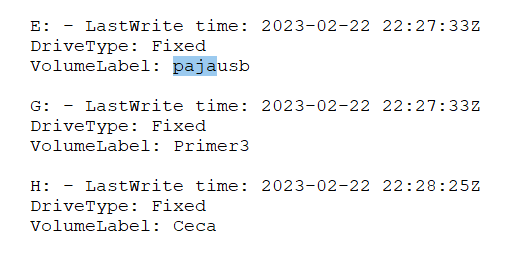 E: - LastWrite time: 2023-02-22 22:27:33Z
DriveType: Fixed
VolumeLabel: pajausb
G: - LastWrite time: 2023-02-22 22:27:33Z
DriveType: Fixed
VolumeLabel: Primer3
H: - LastWrite time: 2023-02-22 22:28:25Z
DriveType: Fixed
VolumeLabel: Ceca